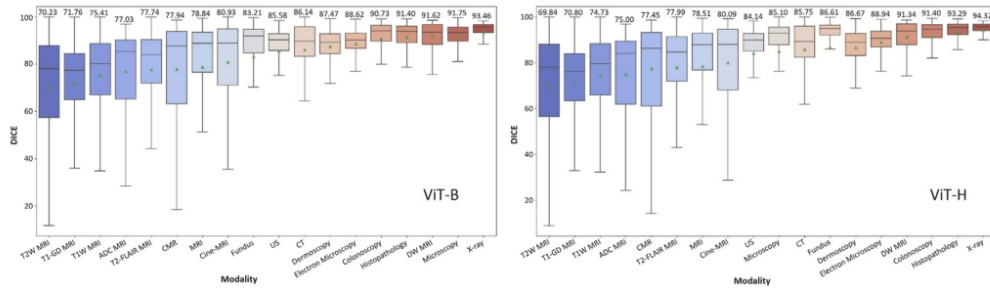 70.23 71.76 75.41 77.03 77.74 77.94 78.84 80.93 83.21 85.58 86.14 87.47 88.62 90.73 91.40 91.62 91.75 93.46
100
80
60
40
20
DICE
ViT-B
T2W MRI
T1-GD MRI
T1W MRI
ADC MRI
T2-FLAIR MRI
CMR
MRI
Cine-MRI
Fundus
US
CT
Dermoscopy
Electron Microscopy
Colonoscopy
Histopathology
DW MRI
Microscopy
X-ray
Modality
69.84 70.80 74.73 75.00 77.45 77.99 78.51 80.09 84.14 85.10 85.75 86.61 86.67 88.94 91.34 91.40 93.29 94.32
100
80
60
40
20
DICE
ViT-H
T2W MRI
T1-GD MRI
T1W MRI
ADC MRI
CMR
T2-FLAIR MRI
MRI
Cine-MRI
US
Microscopy
CT
Fundus
Dermoscopy
Electron Microscopy
DW MRI
Colonoscopy
Histopathology
X-ray
Modality